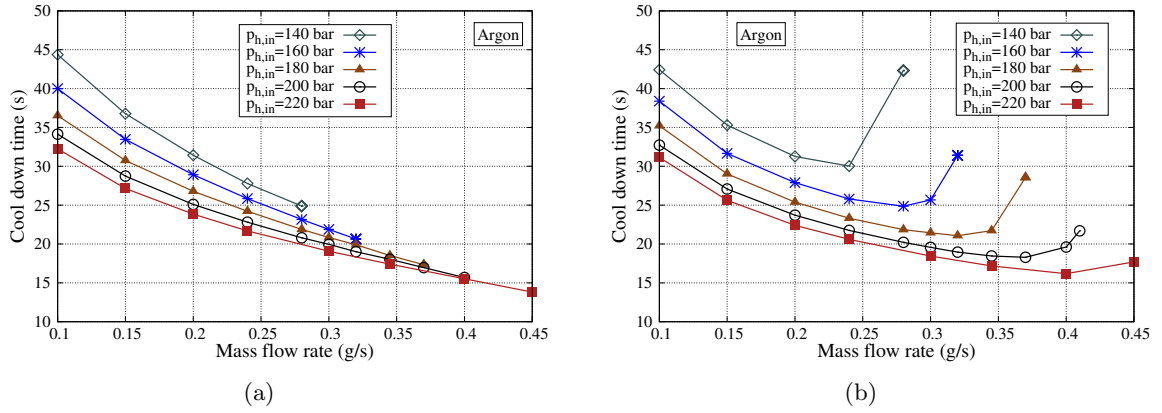 50
45
40
35
30
25
20
15
10
Cool down time (s)
p_h,in=140 bar
p_h,in=160 bar
p_h,in=180 bar
p_h,in=200 bar
p_h,in=220 bar
Argon
0.1 0.15 0.2 0.25 0.3 0.35 0.4 0.45
Mass flow rate (g/s)
(a)
50
45
40
35
30
25
20
15
10
Cool down time (s)
Argon
p_h,in=140 bar
p_h,in=160 bar
p_h,in=180 bar
p_h,in=200 bar
p_h,in=220 bar
0.1 0.15 0.2 0.25 0.3 0.35 0.4 0.45
Mass flow rate (g/s)
(b)